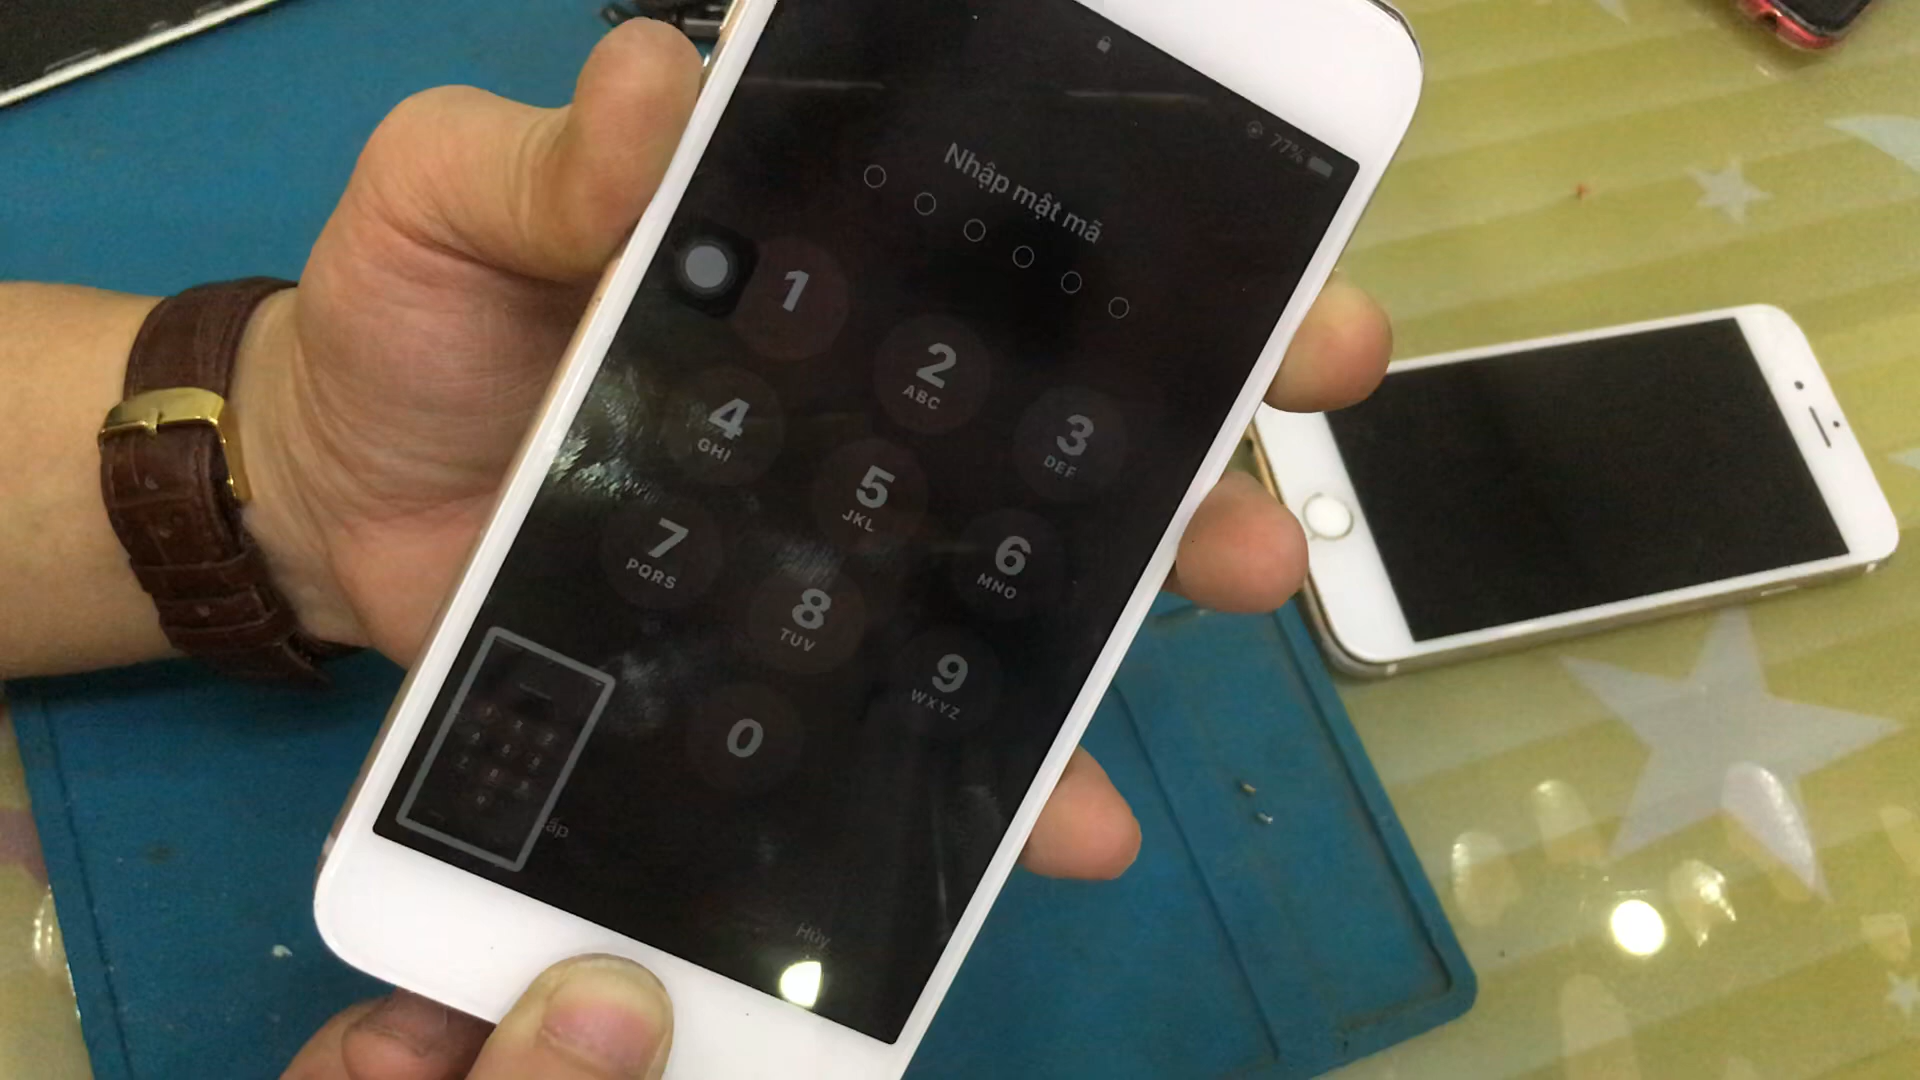 77%
Nhập mật mã
1
2
ABC
3
DEF
4
GHI
5
JKL
6
MNO
7
PQRS
8
TUV
9
WXYZ
0
Hủy